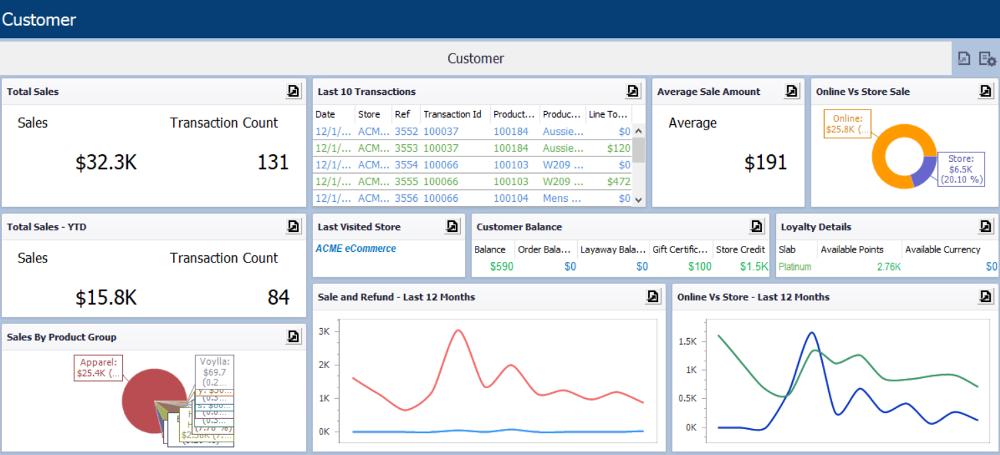 Customer
Customer
Total Sales
Sales Transaction Count
$32.3K 131
Last 10 Transactions
Date Store Ref Transaction Id Product... Produc... Line To...
12/1/... ACM... 3552 100037 100184 Aussie... $0
12/1/... ACM... 3553 100037 100184 Aussie... $120
12/1/... ACM... 3554 100066 100103 W209 ... $0
12/1/... ACM... 3555 100066 100103 W209 ... $472
12/1/... ACM... 3556 100066 100104 Mens ... $0
Average Sale Amount
Average
$191
Online Vs Store Sale
Online:
$25.8K (...
Store:
$6.5K
(20.10 %)
Total Sales - YTD
Sales Transaction Count
$15.8K 84
Last Visited Store
ACME eCommerce
Customer Balance
Balance Order Bala... Layaway Bala... Gift Certific... Store Credit
$590 $0 $0 $100 $1.5K
Loyalty Details
Slab Available Points Available Currency
Platinum 2.76K $0
Sales By Product Group
Apparel:
$25.4K (...
Voylla:
$69.7
(0.2...
Sale and Refund - Last 12 Months
3K
2K
1K
0K
Online Vs Store - Last 12 Months
1.5K
1K
0.5K
0K